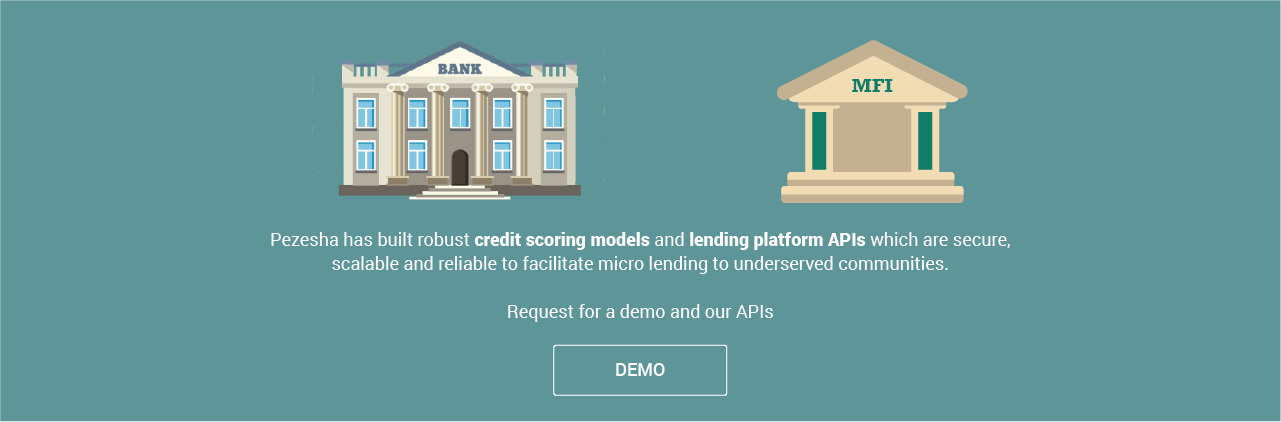 BANK
MFI
Pezesha has built robust credit scoring models and lending platform APIs which are secure,
scalable and reliable to facilitate micro lending to underserved communities.
Request for a demo and our APIs
DEMO